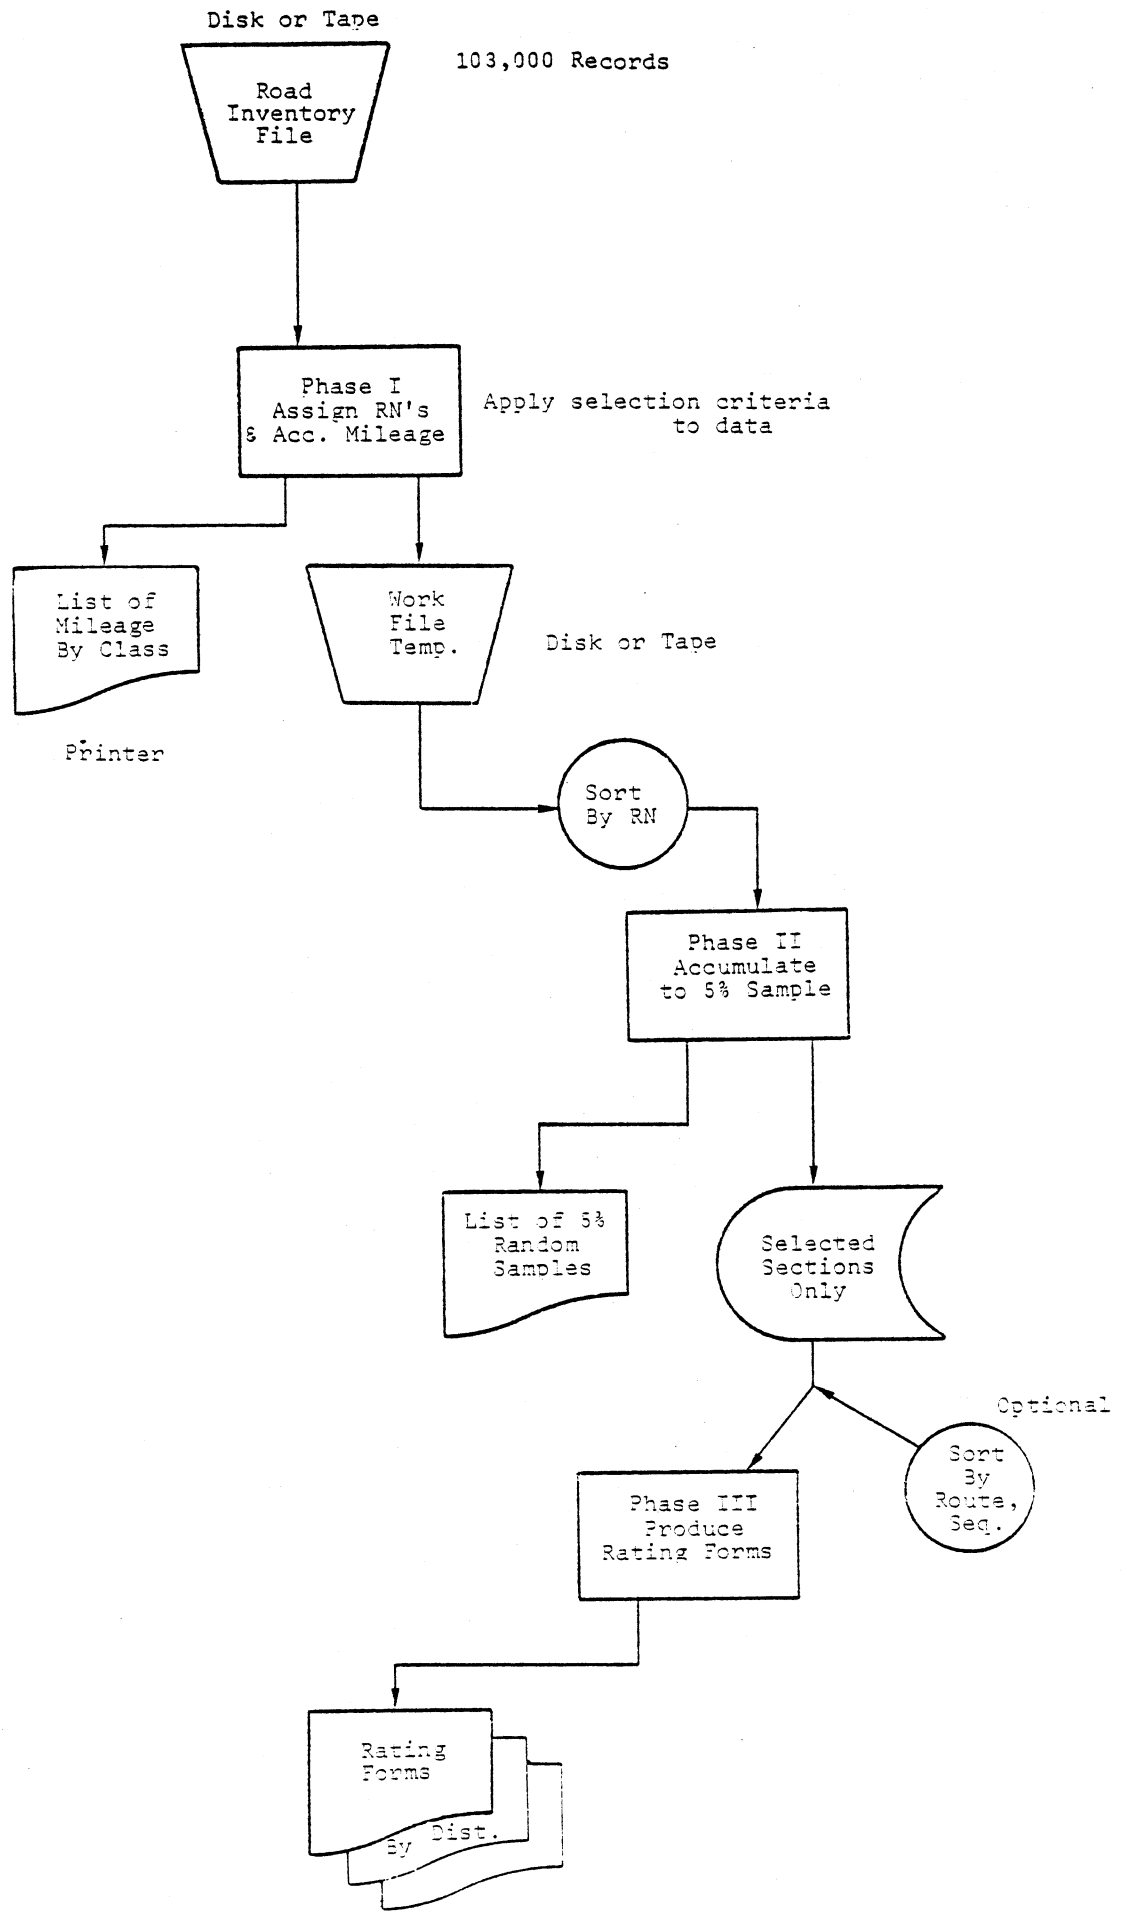 Disk or Tape
103,000 Records
Road
Inventory
File
Phase I
Assign RN's
& Acc. Mileage
Apply selection criteria
to data
List of
Mileage
By Class
Printer
Work
File
Temp.
Disk or Tape
Sort
By RN
Phase II
Accumulate
to 5% Sample
List of 5%
Random
Samples
Selected
Sections
Only
Optional
Sort
By
Route,
Seq.
Phase III
Produce
Rating Forms
Rating
Forms
By Dist.